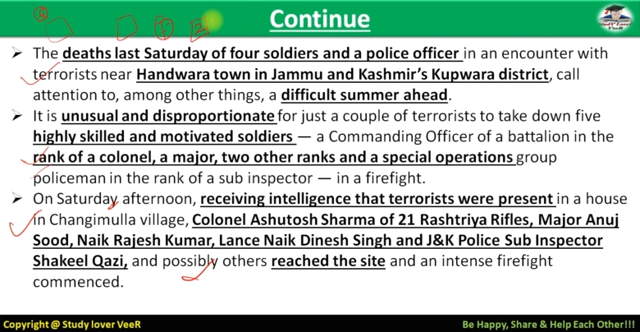 Continue
StudY LoVeR VeeR
The deaths last Saturday of four soldiers and a police officer in an encounter with
terrorists near Handwara town in Jammu and Kashmir's Kupwara district, call
attention to, among other things, a difficult summer ahead.
It is unusual and disproportionate for just a couple of terrorists to take down five
highly skilled and motivated soldiers — a Commanding Officer of a battalion in the
rank of a colonel, a major, two other ranks and a special operations group
policeman in the rank of a sub inspector — in a firefight.
On Saturday afternoon, receiving intelligence that terrorists were present in a house
in Changimulla village, Colonel Ashutosh Sharma of 21 Rashtriya Rifles, Major Anuj
Sood, Naik Rajesh Kumar, Lance Naik Dinesh Singh and J&K Police Sub Inspector
Shakeel Qazi, and possibly others reached the site and an intense firefight
commenced.
Copyright @ Study lover VeeR
Be Happy, Share & Help Each Other!!!